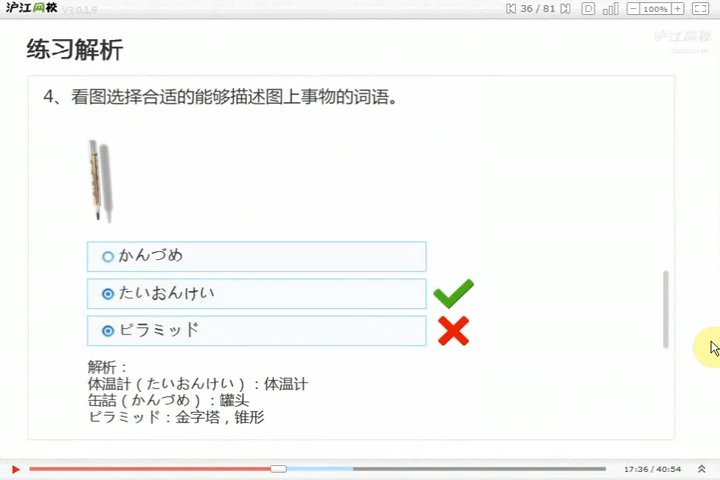 沪江网校 V3.0.1.9
36 / 81
D
100%
练习解析
沪江网校
4、看图选择合适的能够描述图上事物的词语。
かんづめ
たいおんけい
ピラミッド
解析：
体温計（たいおんけい）：体温计
缶詰（かんづめ）：罐头
ピラミッド：金字塔，锥形
17:36 / 40:54